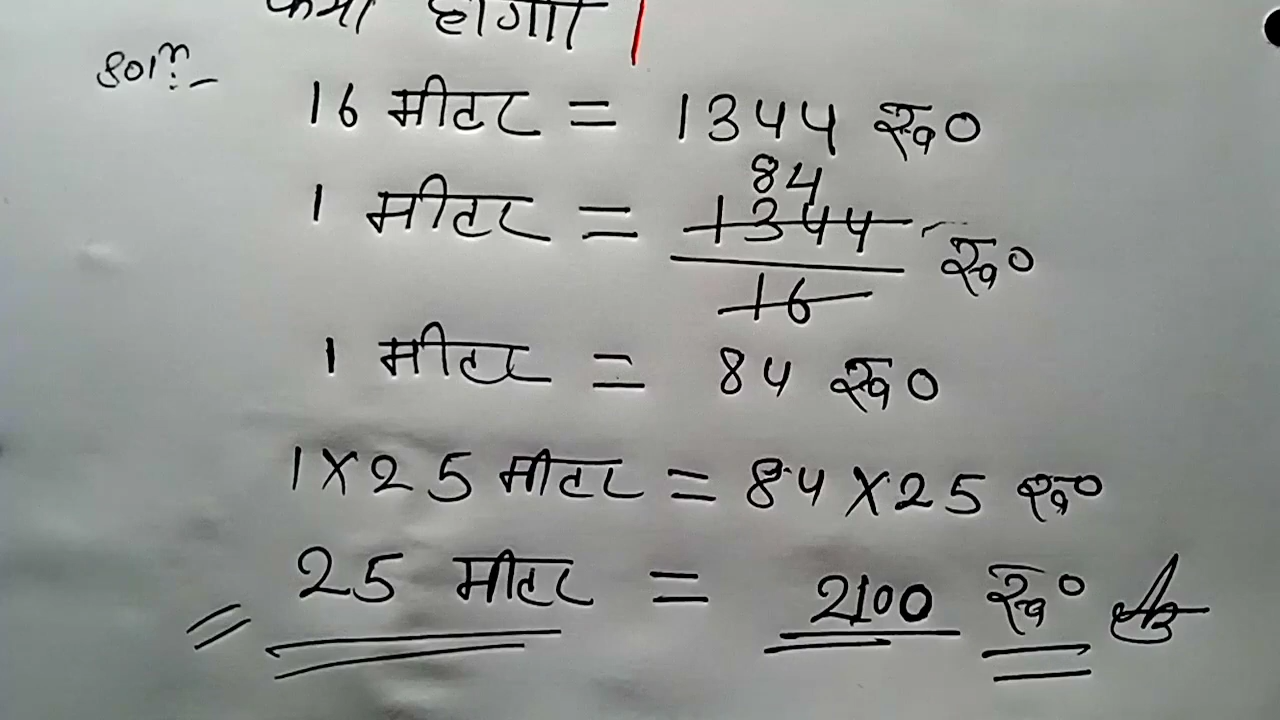 क्या होगा।
Solⁿ:-
16 मीटर = 1344 रु०
84
1 मीटर = 1344/16 रु०
1 मीटर = 84 रु०
1×25 मीटर = 84×25 रु०
= 25 मीटर = 2100 रु० Ans